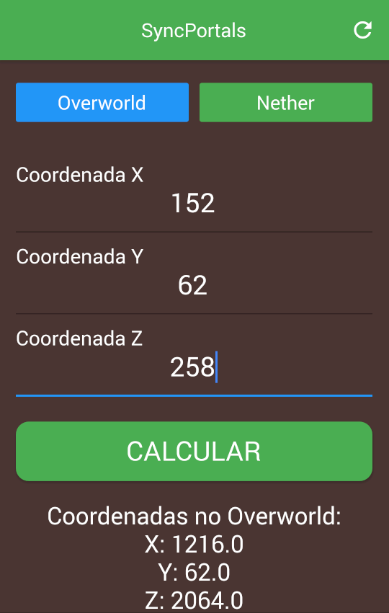 SyncPortals
Overworld
Nether
Coordenada X
152
Coordenada Y
62
Coordenada Z
258
CALCULAR
Coordenadas no Overworld:
X: 1216.0
Y: 62.0
Z: 2064.0